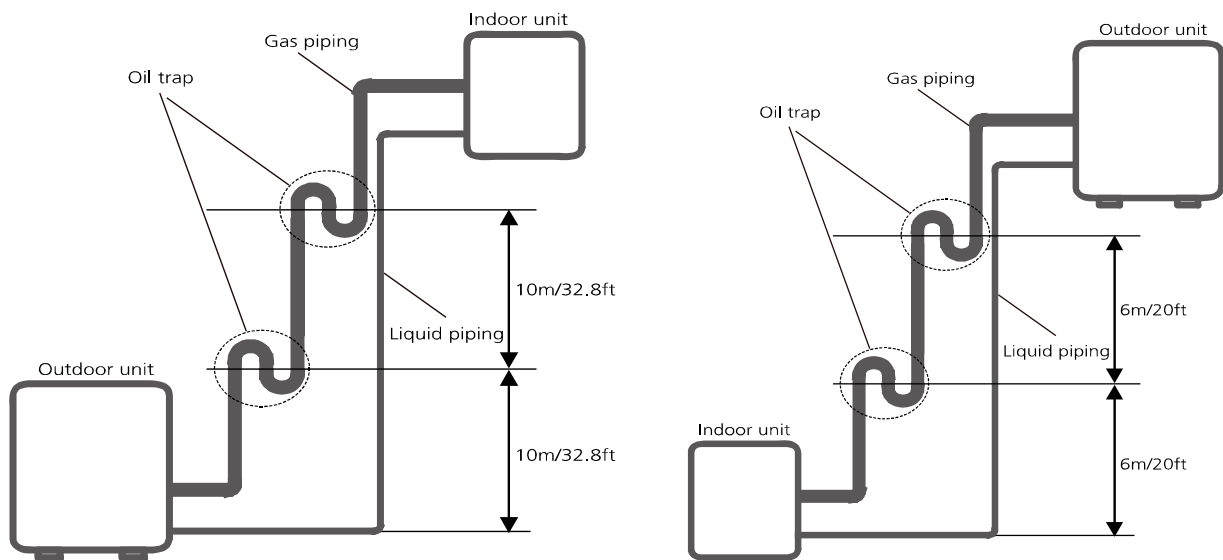 Indoor unit
Gas piping
Oil trap
10m/32.8ft
Liquid piping
Outdoor unit
10m/32.8ft
Outdoor unit
Gas piping
Oil trap
6m/20ft
Liquid piping
Indoor unit
6m/20ft